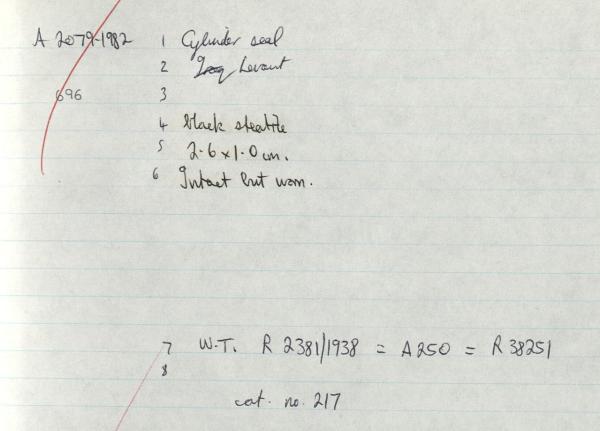 A 2079-1982 1 Cylinder seal
2 Iraq Levant
696 3
4 black steatite
5 2.6 x 1.0 cm.
6 Intact but worn.
7 W.T. R 2381/1938 = A250 = R 38251
8
cat. no. 217